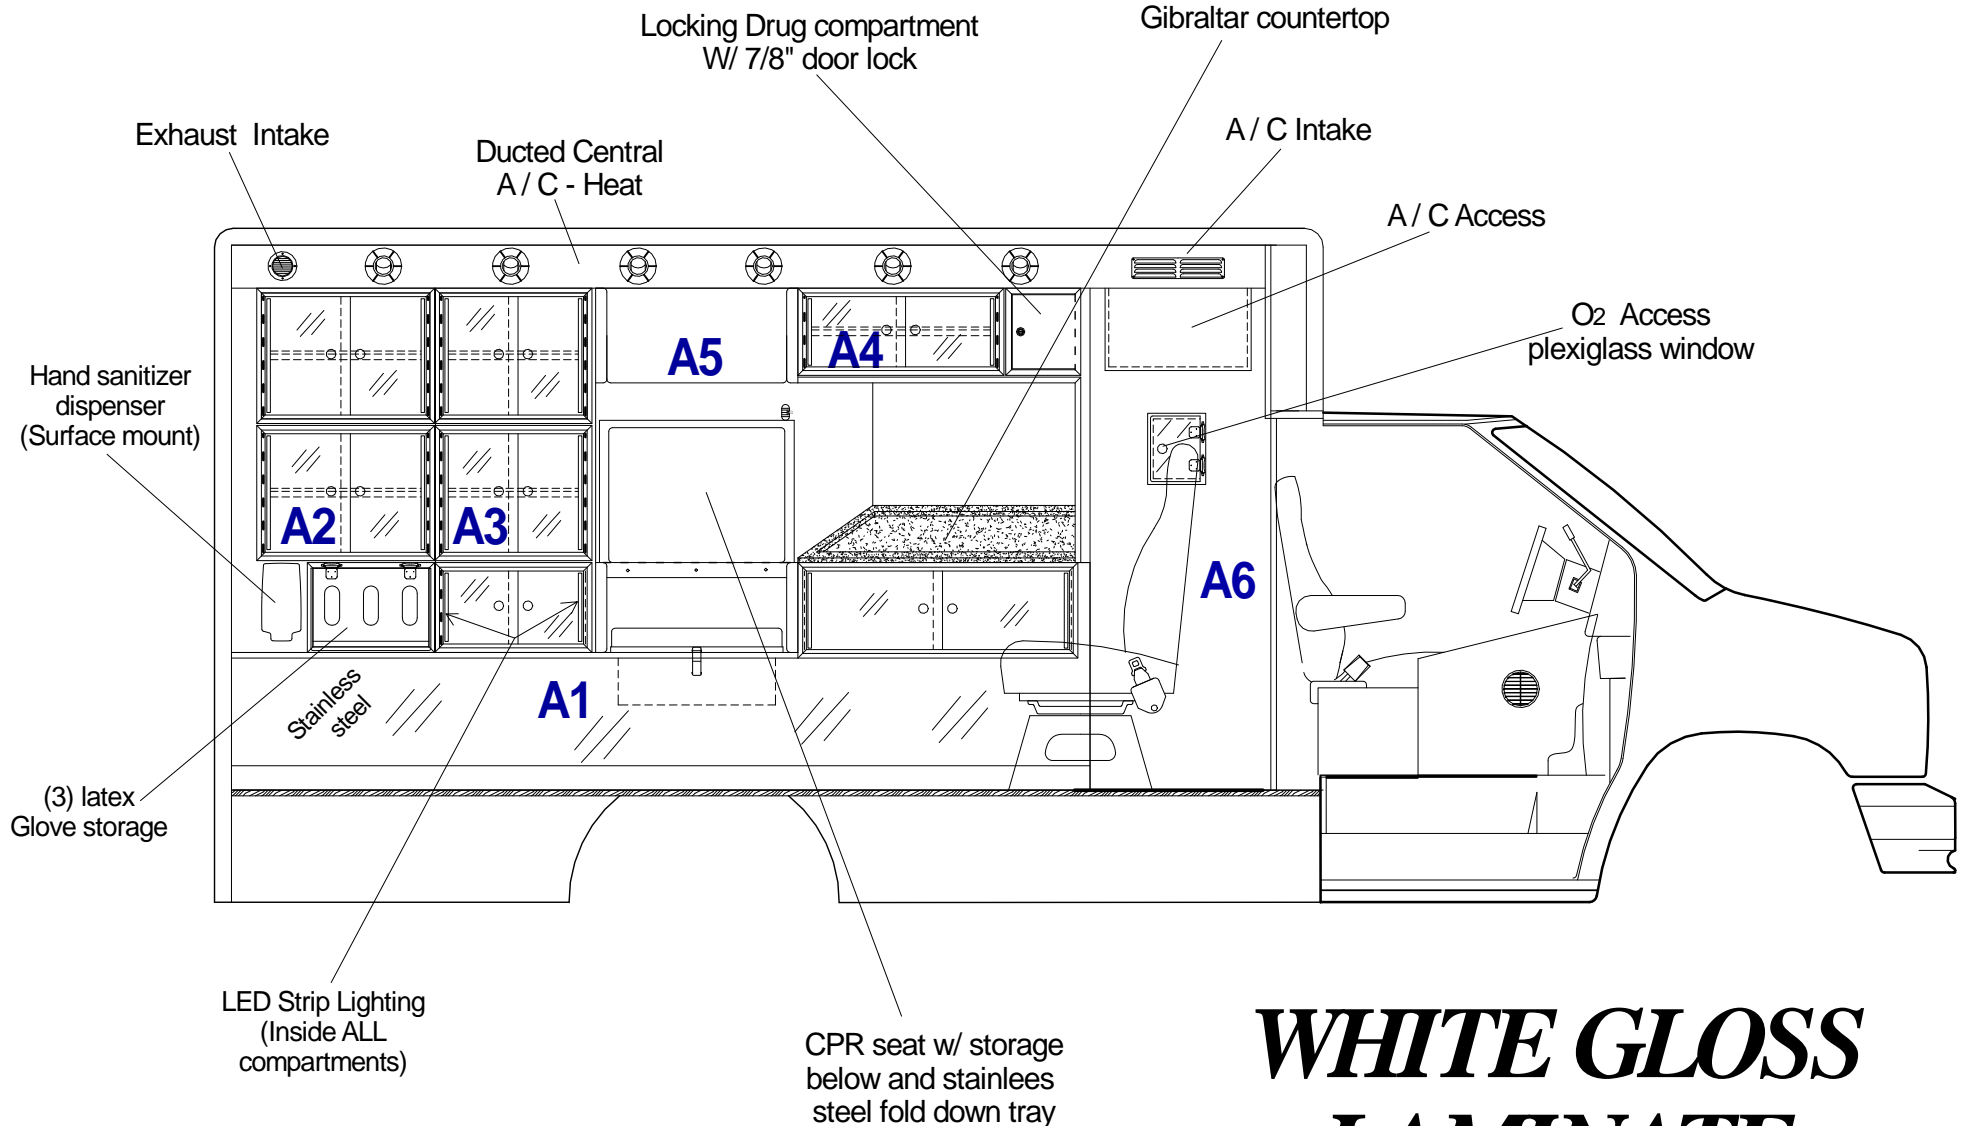 Locking Drug compartment
W/ 7/8" door lock
Gibraltar countertop
Exhaust Intake
Ducted Central
A / C - Heat
A / C Intake
A / C Access
O2 Access
plexiglass window
Hand sanitizer
dispenser
(Surface mount)
A5
A4
A2
A3
A6
A1
Stainless
steel
(3) latex
Glove storage
LED Strip Lighting
(Inside ALL
compartments)
CPR seat w/ storage
below and stainlees
steel fold down tray
WHITE GLOSS
LAMINATE